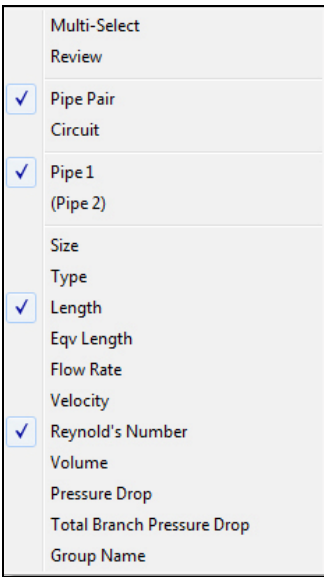 Multi-Select
Review
Pipe Pair
Circuit
Pipe 1
(Pipe 2)
Size
Type
Length
Eqv Length
Flow Rate
Velocity
Reynold's Number
Volume
Pressure Drop
Total Branch Pressure Drop
Group Name